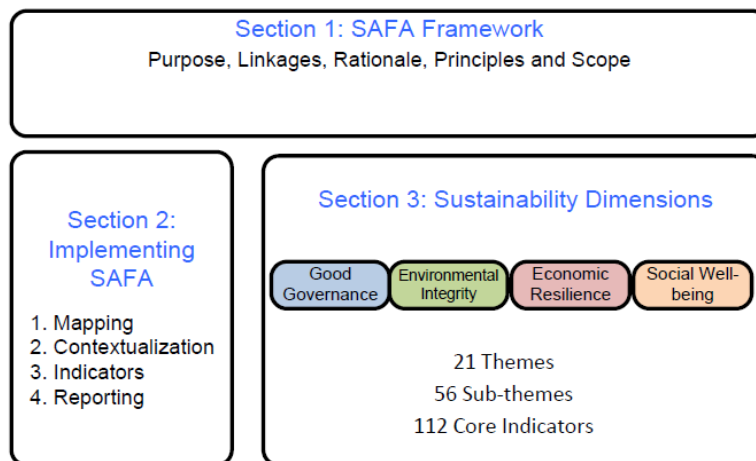 Section 1: SAFA Framework
Purpose, Linkages, Rationale, Principles and Scope
Section 2:
Implementing
SAFA
1. Mapping
2. Contextualization
3. Indicators
4. Reporting
Section 3: Sustainability Dimensions
Good
Governance
Environmental
Integrity
Economic
Resilience
Social Well-
being
21 Themes
56 Sub-themes
112 Core Indicators